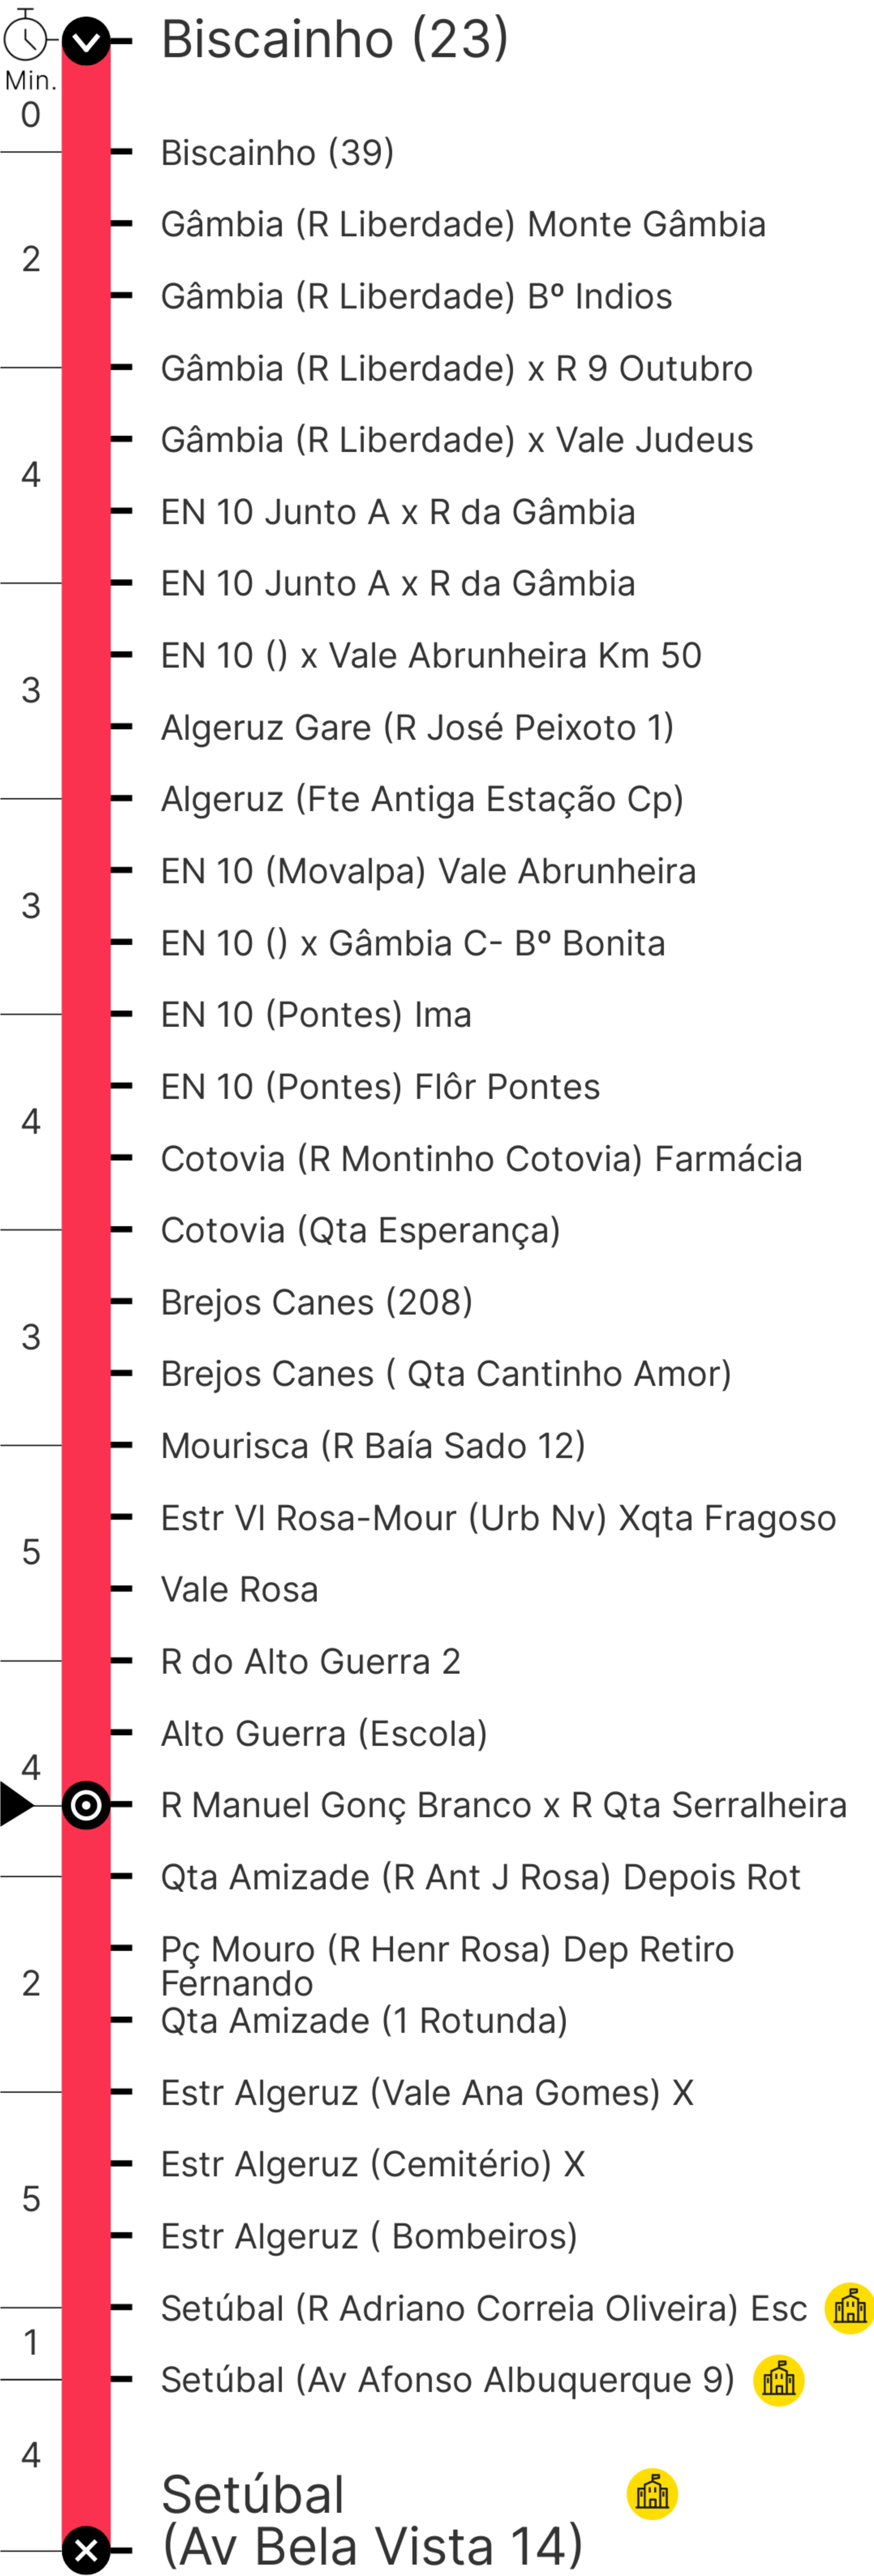 Biscainho (23)
Min.
0
Biscainho (39)
Gâmbia (R Liberdade) Monte Gâmbia
2
Gâmbia (R Liberdade) Bº Indios
Gâmbia (R Liberdade) x R 9 Outubro
Gâmbia (R Liberdade) x Vale Judeus
4
EN 10 Junto A x R da Gâmbia
EN 10 Junto A x R da Gâmbia
EN 10 () x Vale Abrunheira Km 50
3
Algeruz Gare (R José Peixoto 1)
Algeruz (Fte Antiga Estação Cp)
EN 10 (Movalpa) Vale Abrunheira
3
EN 10 () x Gâmbia C- Bº Bonita
EN 10 (Pontes) Ima
EN 10 (Pontes) Flôr Pontes
4
Cotovia (R Montinho Cotovia) Farmácia
Cotovia (Qta Esperança)
Brejos Canes (208)
3
Brejos Canes ( Qta Cantinho Amor)
Mourisca (R Baía Sado 12)
Estr Vl Rosa-Mour (Urb Nv) Xqta Fragoso
5
Vale Rosa
R do Alto Guerra 2
Alto Guerra (Escola)
4
R Manuel Gonç Branco x R Qta Serralheira
Qta Amizade (R Ant J Rosa) Depois Rot
Pç Mouro (R Henr Rosa) Dep Retiro
Fernando
2
Qta Amizade (1 Rotunda)
Estr Algeruz (Vale Ana Gomes) X
Estr Algeruz (Cemitério) X
5
Estr Algeruz ( Bombeiros)
Setúbal (R Adriano Correia Oliveira) Esc
1
Setúbal (Av Afonso Albuquerque 9)
4
Setúbal
(Av Bela Vista 14)